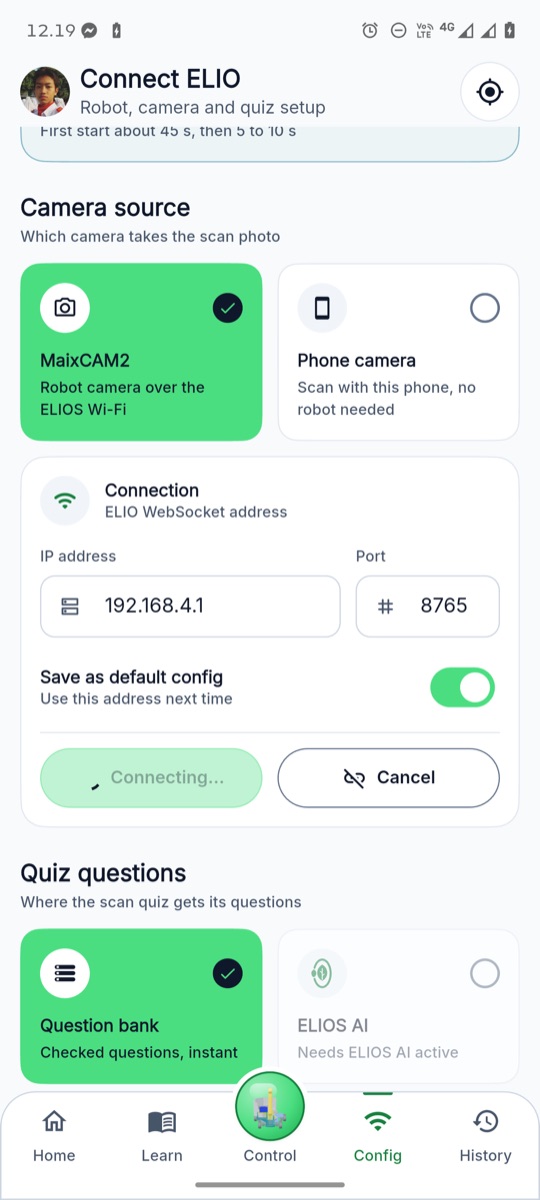 12.19
Vo))
LTE
4G
Connect ELIO
Robot, camera and quiz setup
First start about 45 s, then 5 to 10 s
Camera source
Which camera takes the scan photo
MaixCAM2
Robot camera over the
ELIOS Wi-Fi
Phone camera
Scan with this phone, no
robot needed
Connection
ELIO WebSocket address
IP address
Port
192.168.4.1
# 8765
Save as default config
Use this address next time
Connecting...
Cancel
Quiz questions
Where the scan quiz gets its questions
Question bank
Checked questions, instant
ELIOS AI
Needs ELIOS AI active
Home
Learn
Control
Config
History